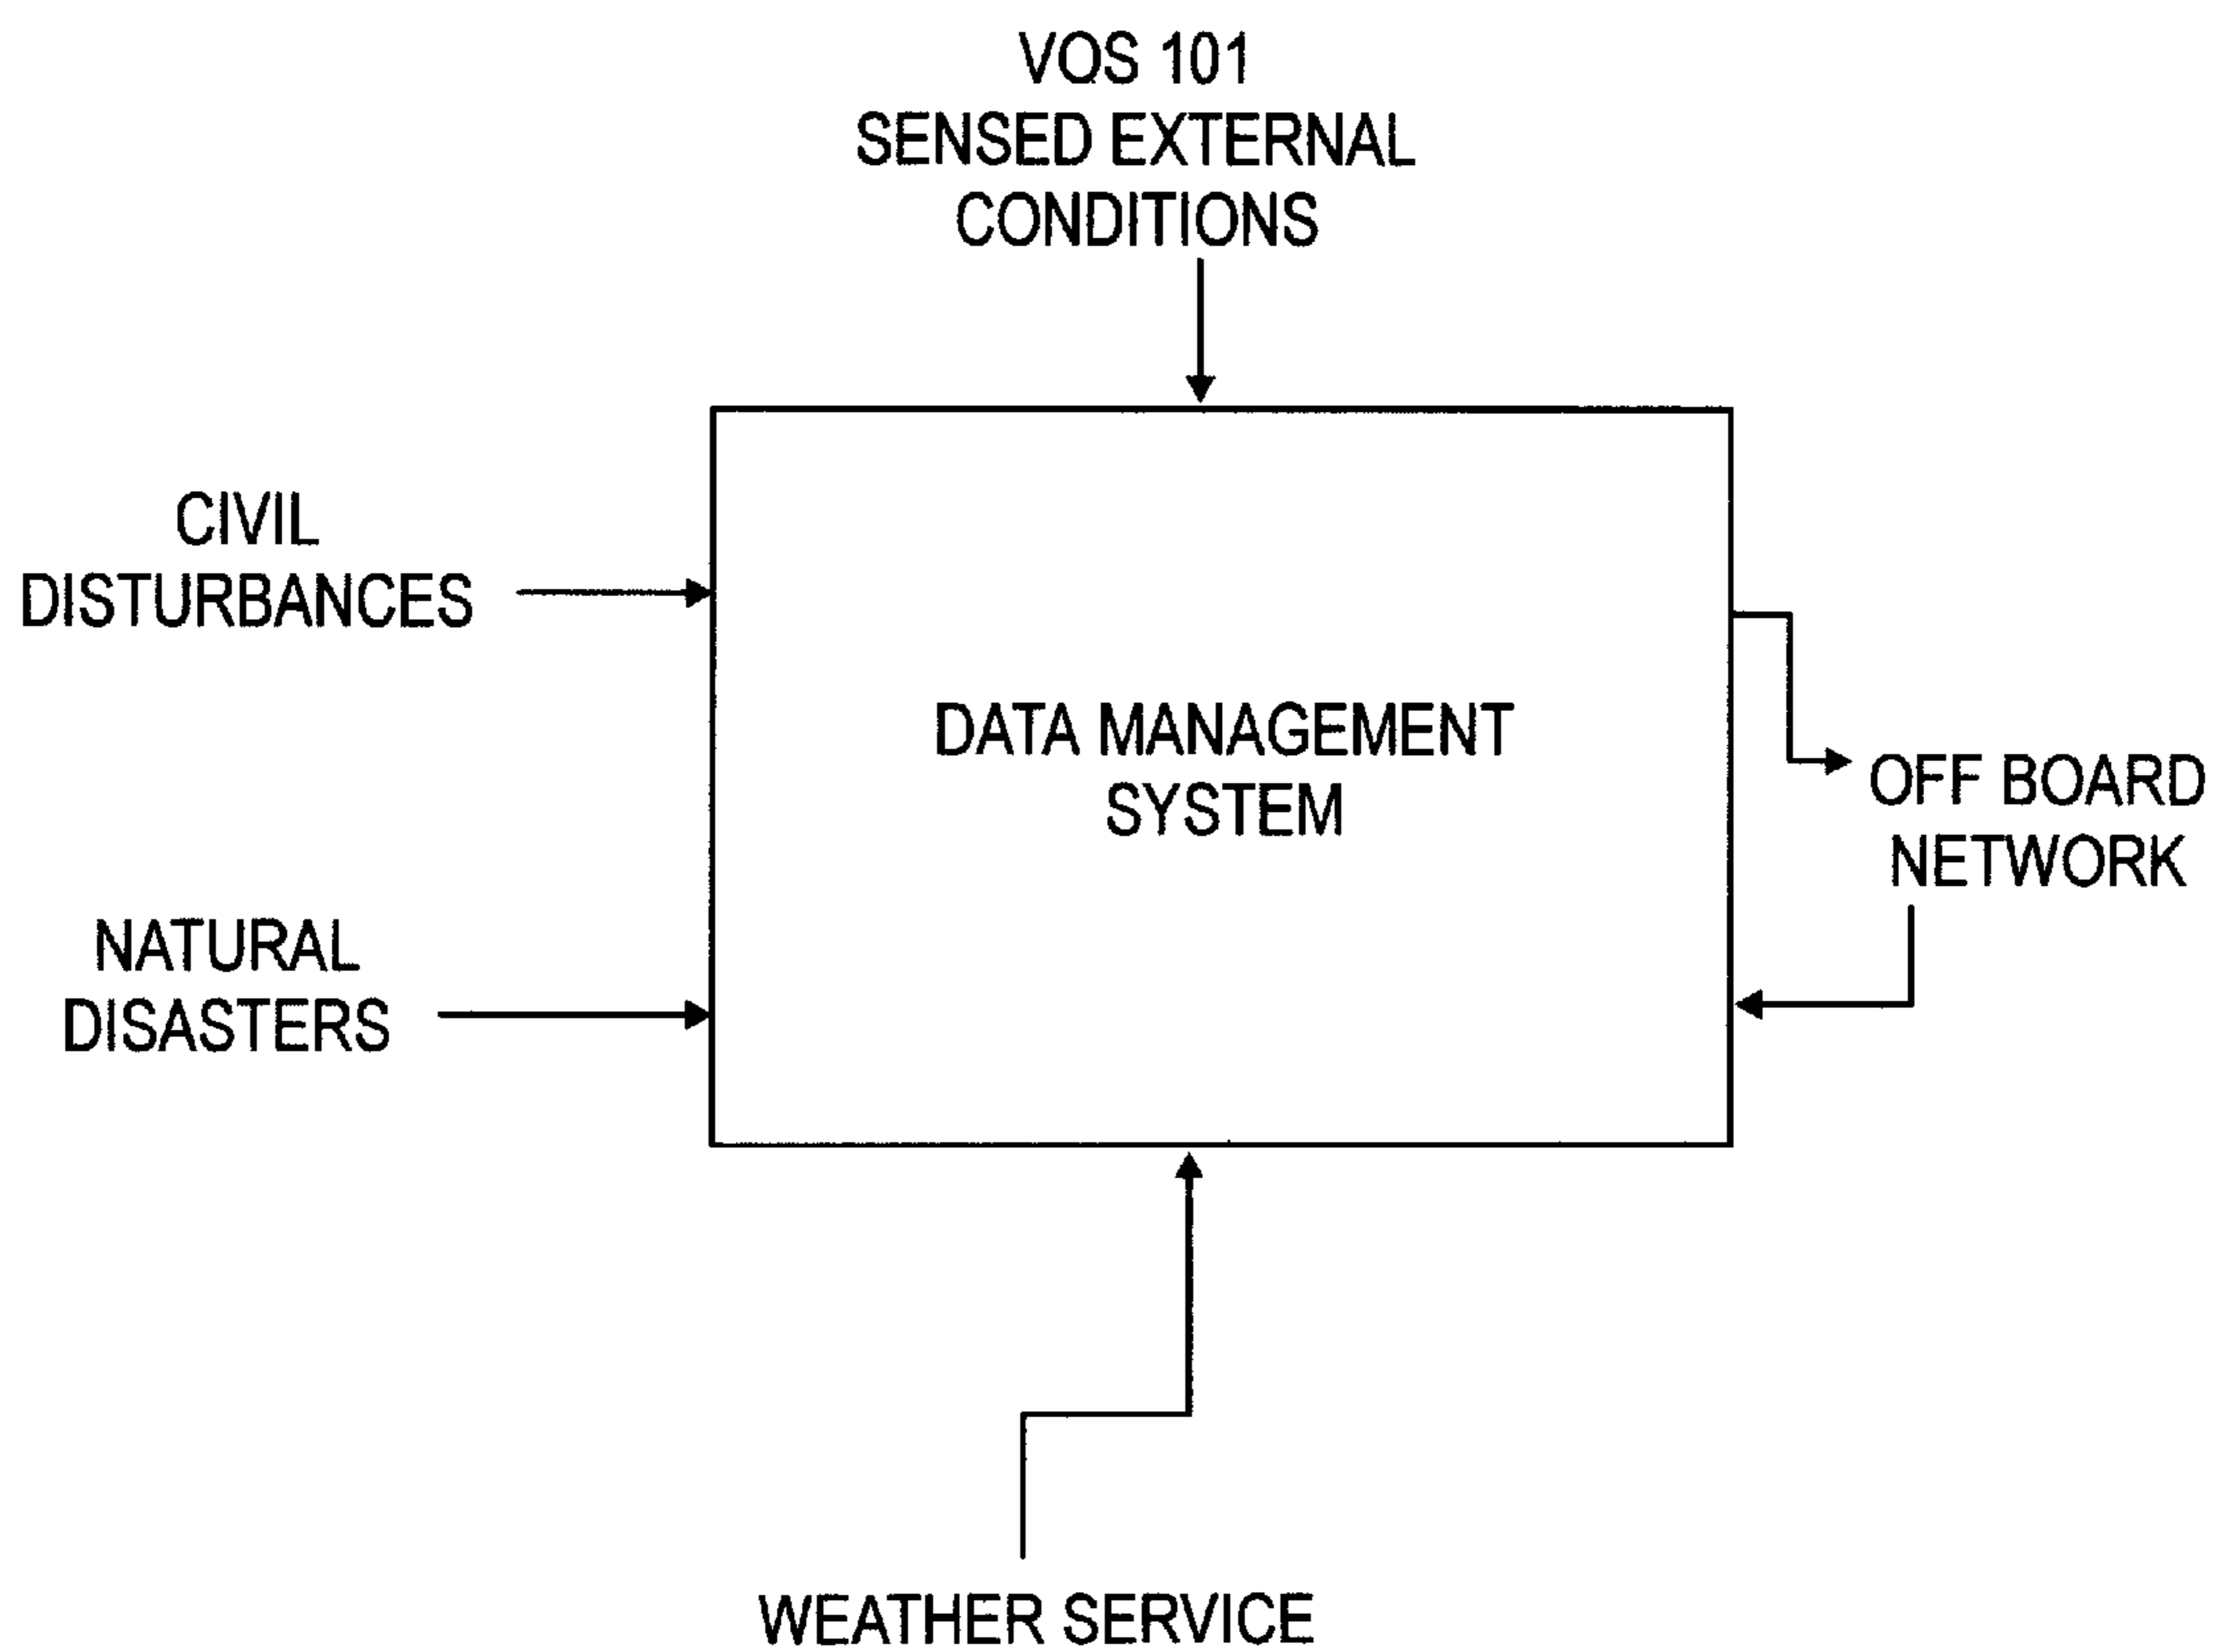 VOS 101
SENSED EXTERNAL
CONDITIONS
CIVIL
DISTURBANCES
DATA MANAGEMENT
SYSTEM
OFF BOARD
NETWORK
NATURAL
DISASTERS
WEATHER SERVICE